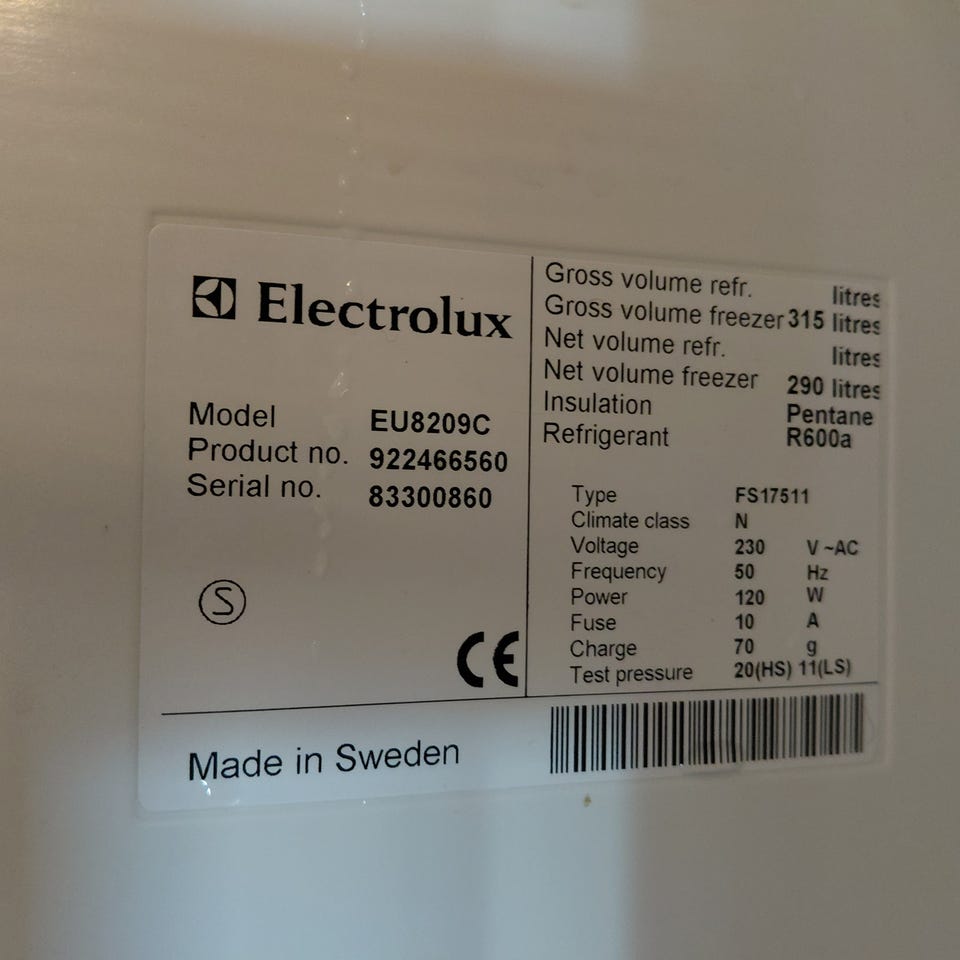 Electrolux
Model EU8209C
Product no. 922466560
Serial no. 83300860
S
CE
Gross volume refr. litres
Gross volume freezer 315 litres
Net volume refr. litres
Net volume freezer 290 litres
Insulation Pentane
Refrigerant R600a
Type FS17511
Climate class N
Voltage 230 V ~AC
Frequency 50 Hz
Power 120 W
Fuse 10 A
Charge 70 g
Test pressure 20(HS) 11(LS)
Made in Sweden